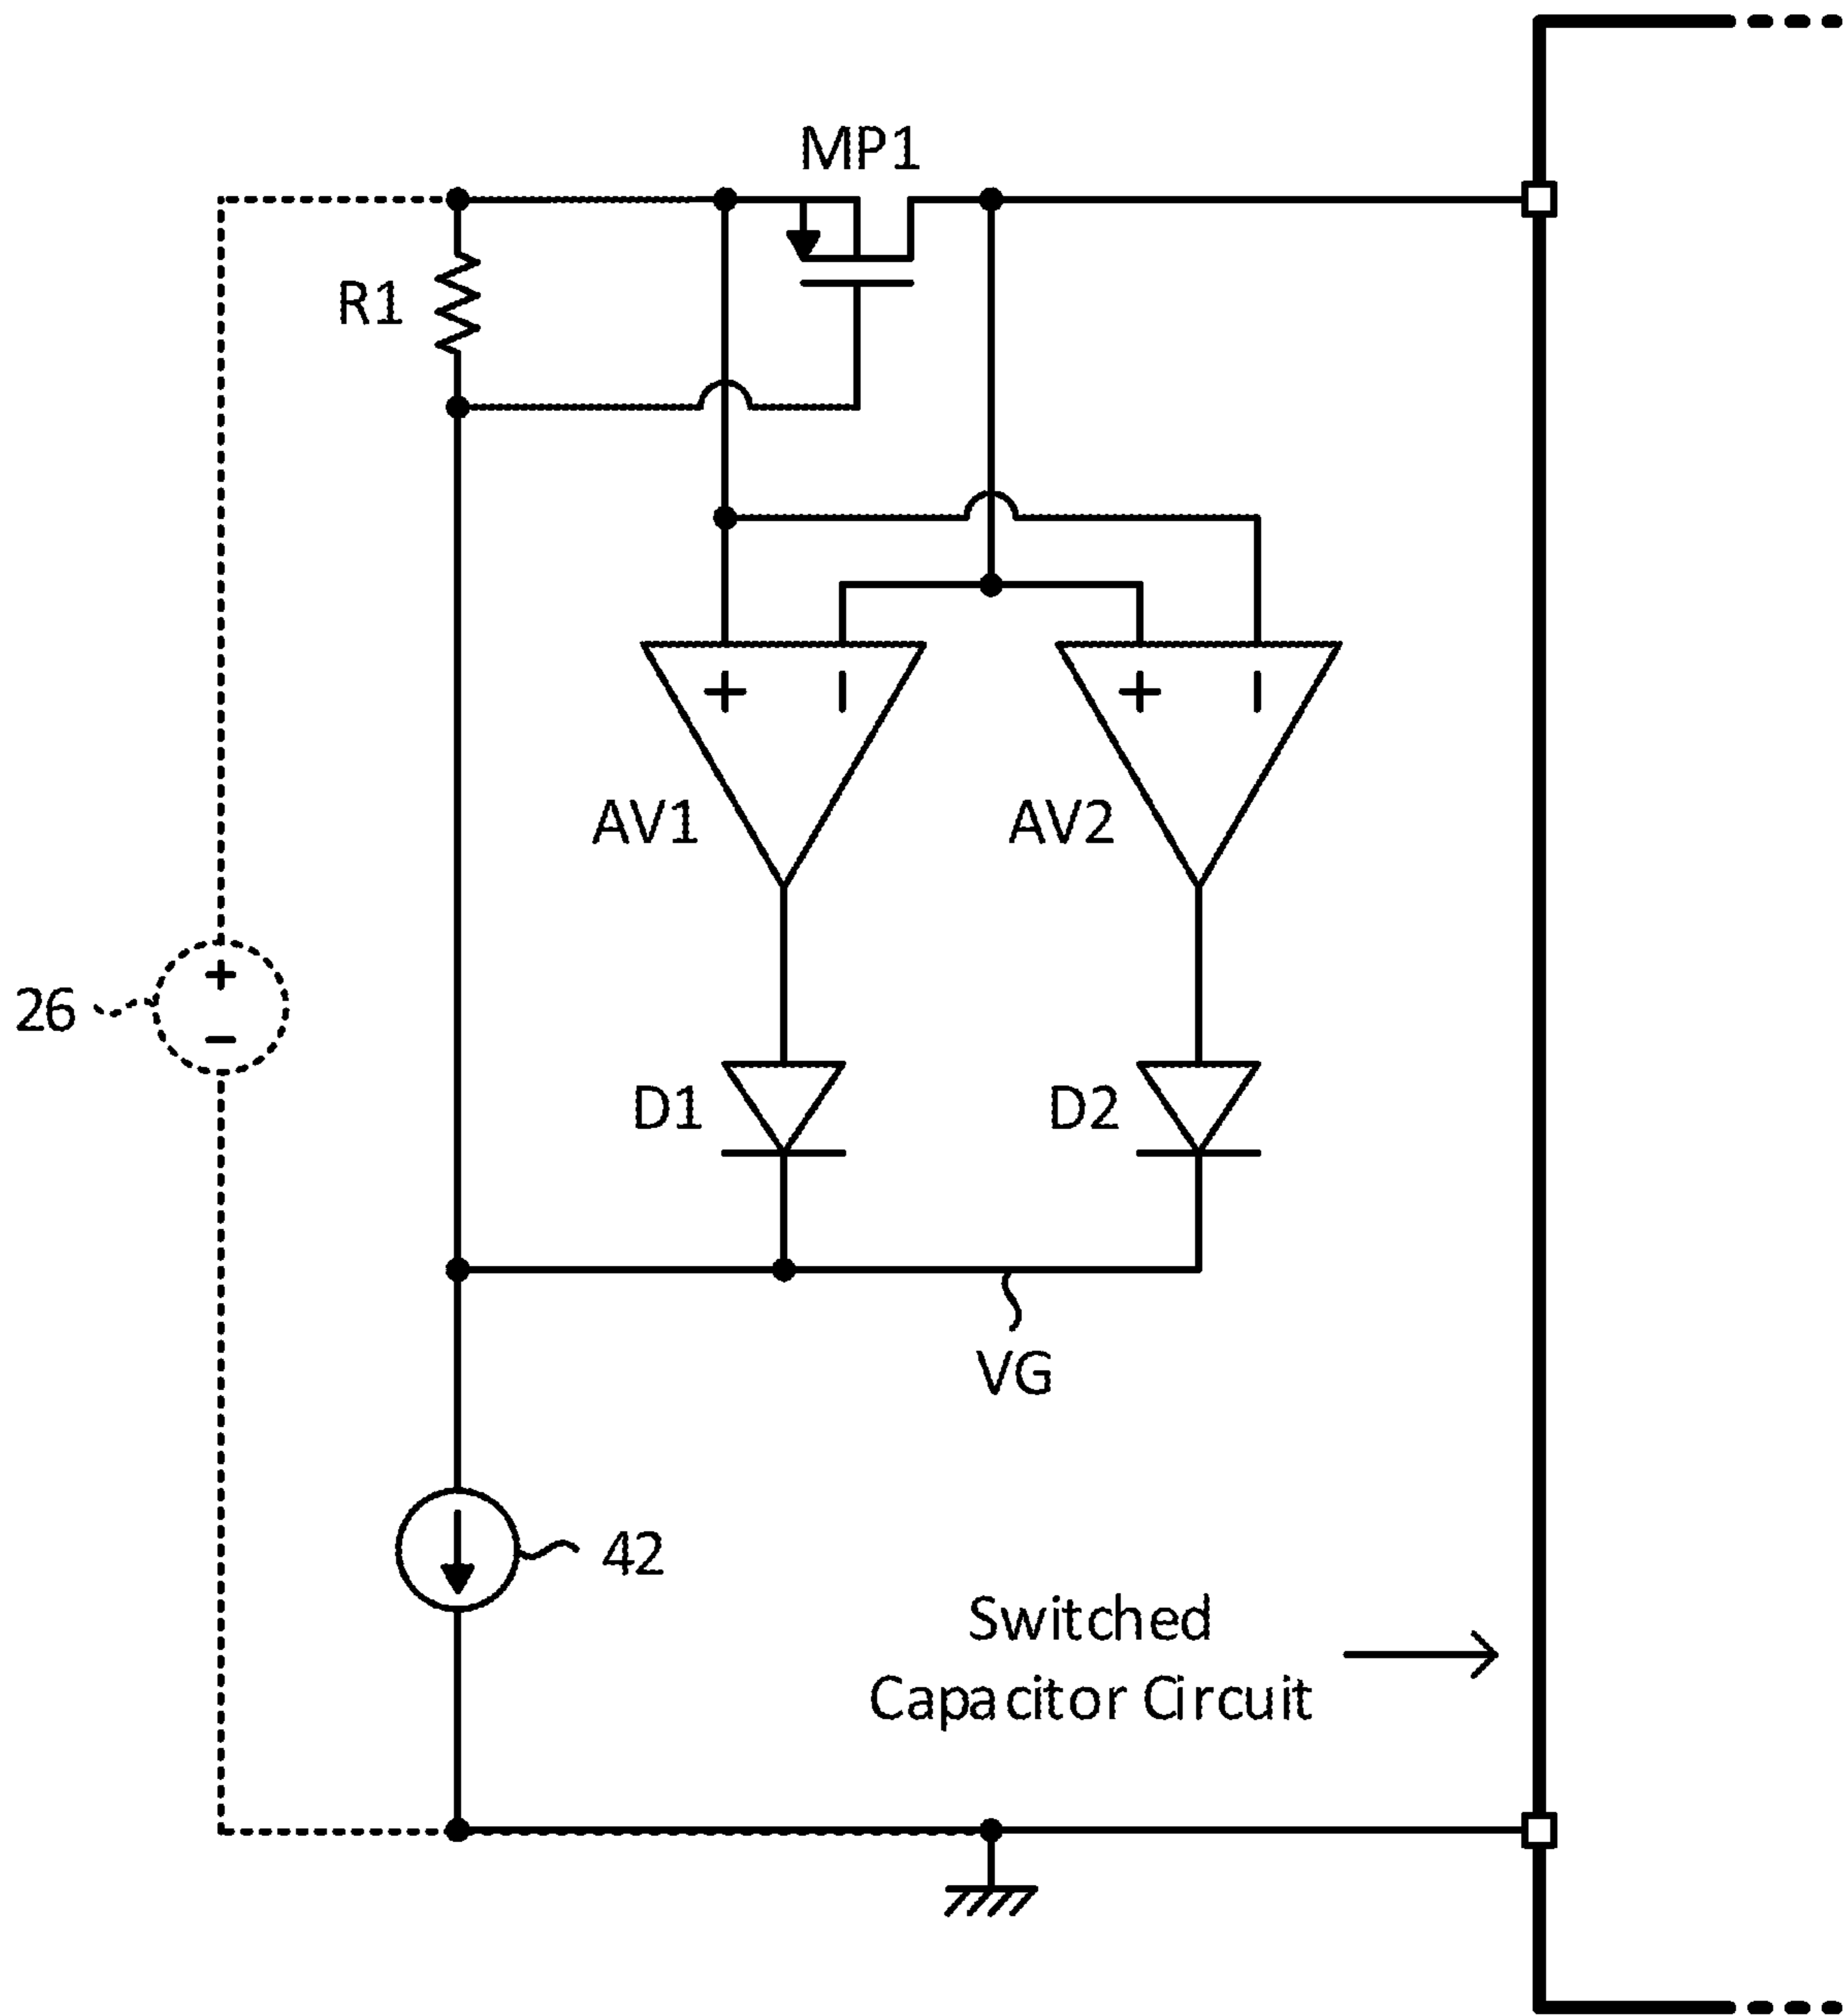 MP1
R1
+ −
+ −
AV1
AV2
+
26
−
D1
D2
VG
42
Switched
Capacitor Circuit